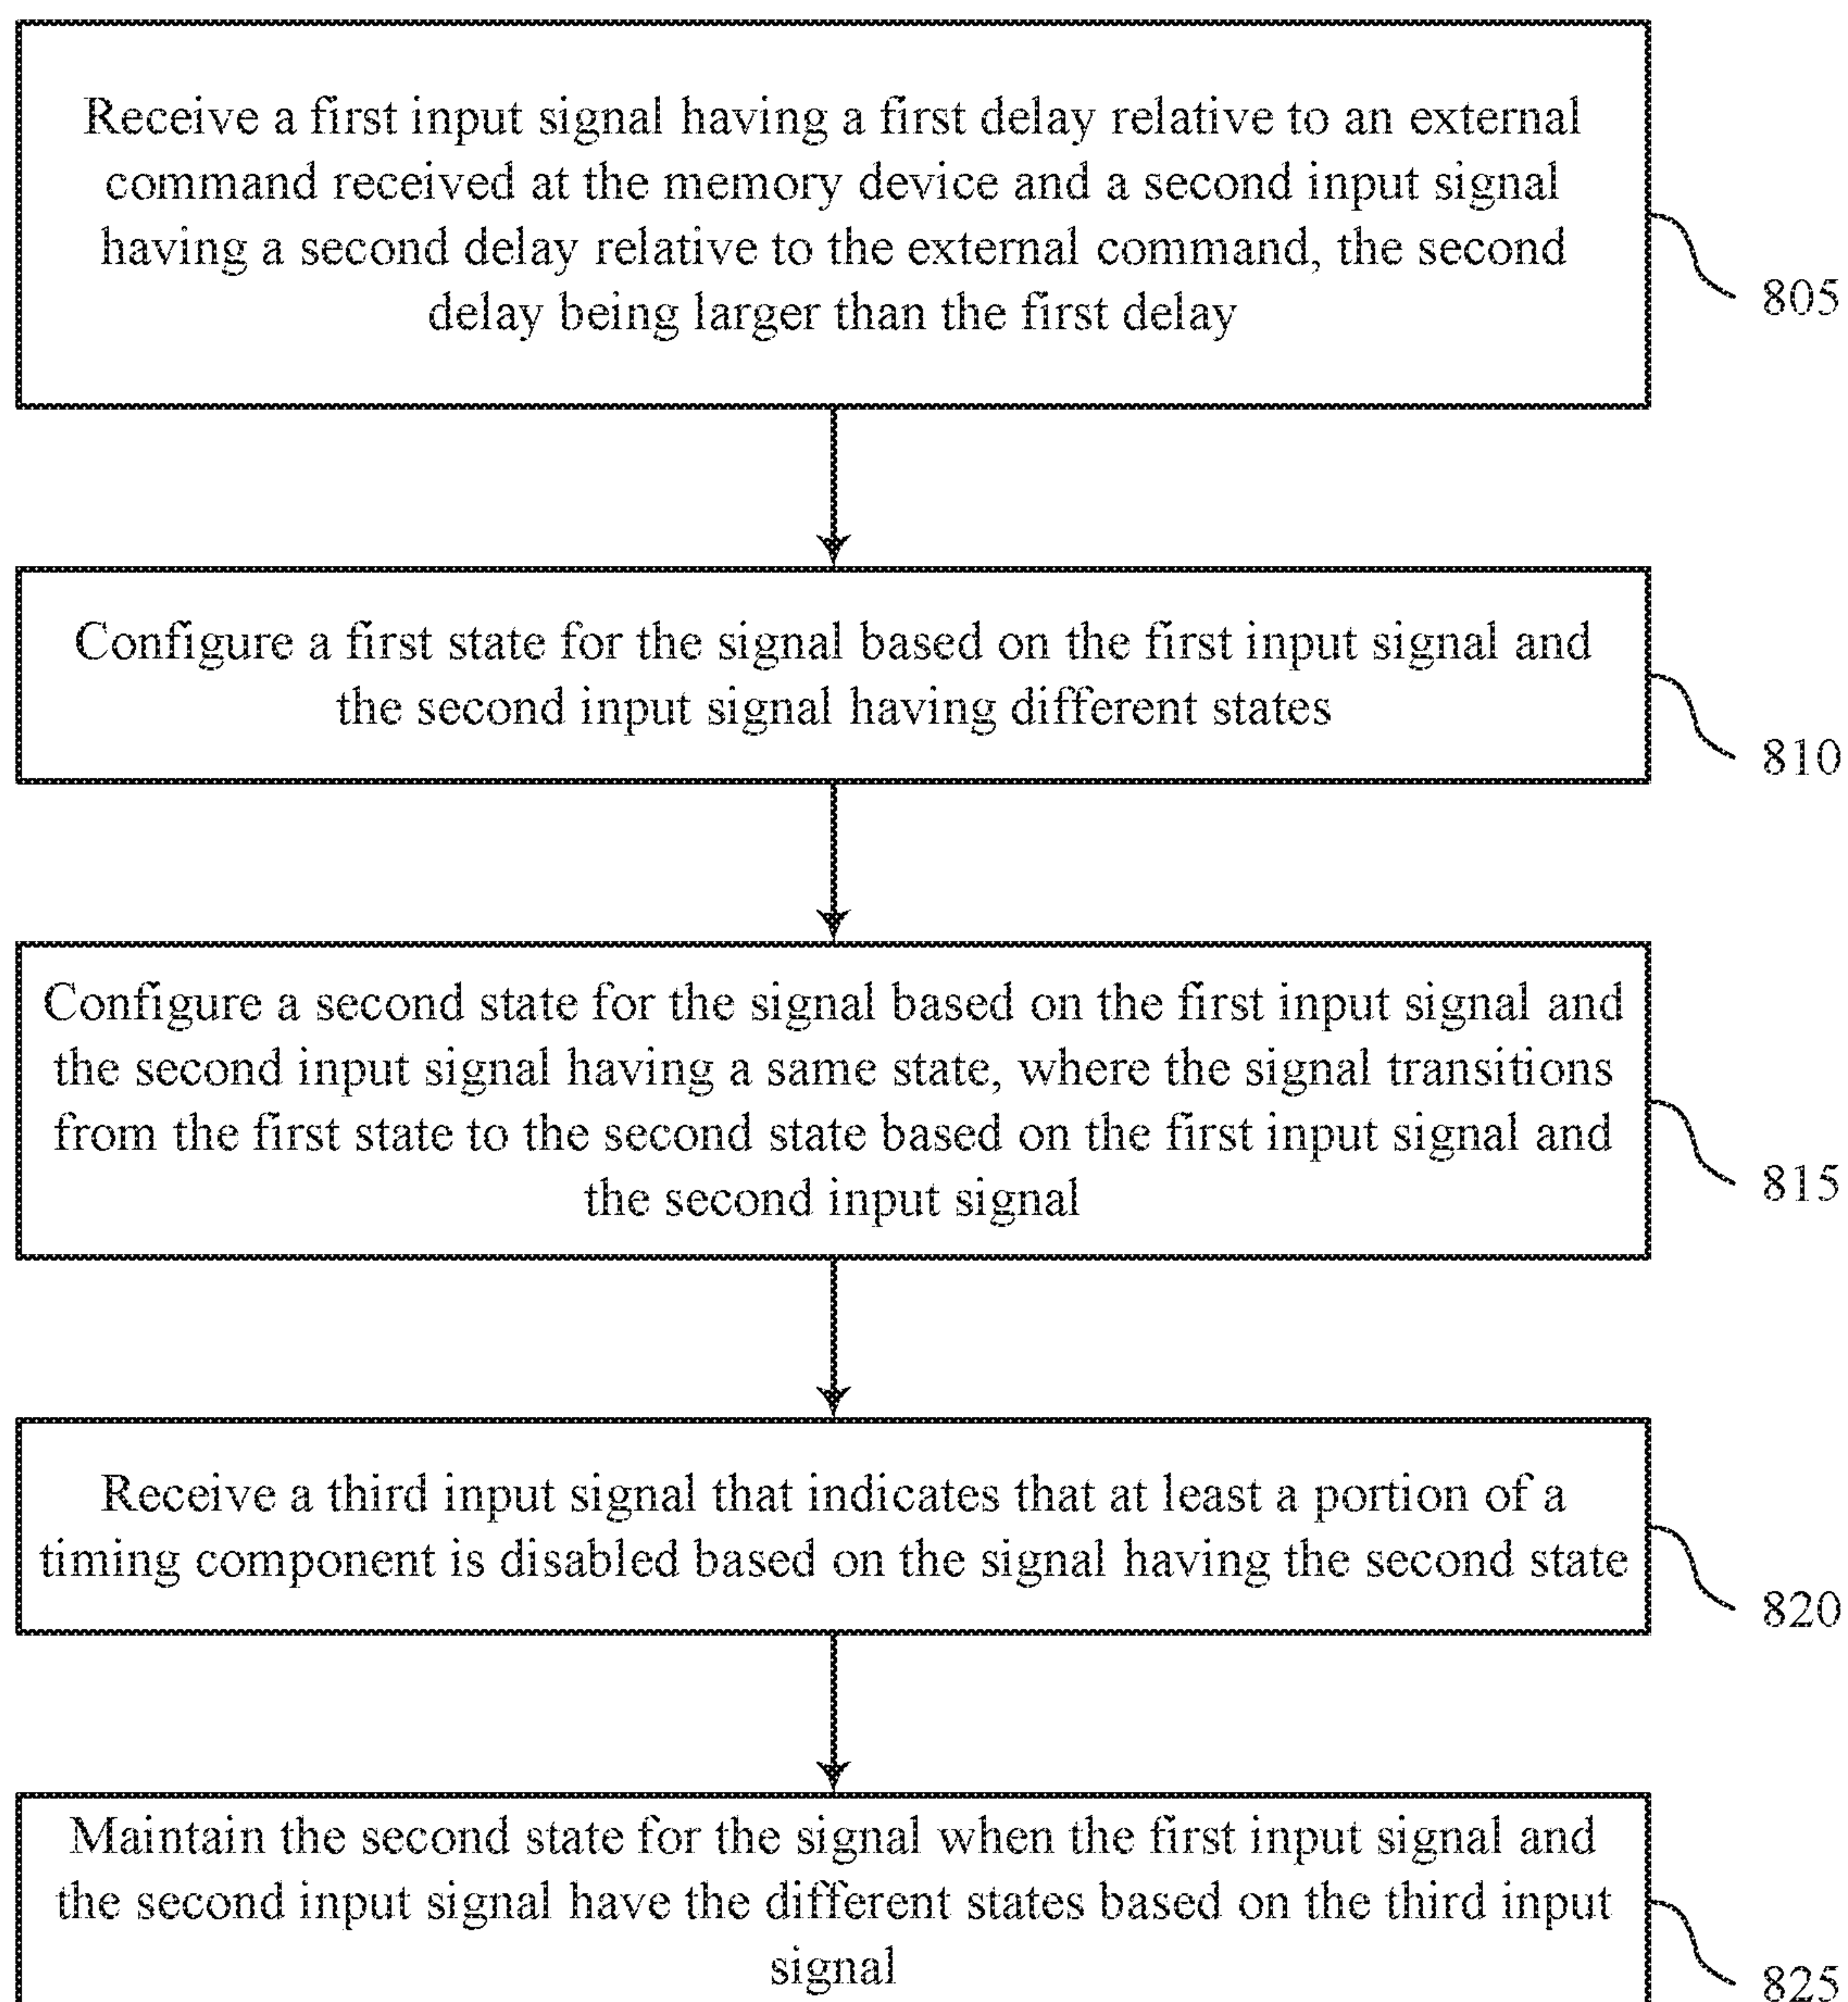 Receive a first input signal having a first delay relative to an external
command received at the memory device and a second input signal
having a second delay relative to the external command, the second
delay being larger than the first delay
805
Configure a first state for the signal based on the first input signal and
the second input signal having different states
810
Configure a second state for the signal based on the first input signal and
the second input signal having a same state, where the signal transitions
from the first state to the second state based on the first input signal and
the second input signal
815
Receive a third input signal that indicates that at least a portion of a
timing component is disabled based on the signal having the second state
820
Maintain the second state for the signal when the first input signal and
the second input signal have the different states based on the third input
signal
825